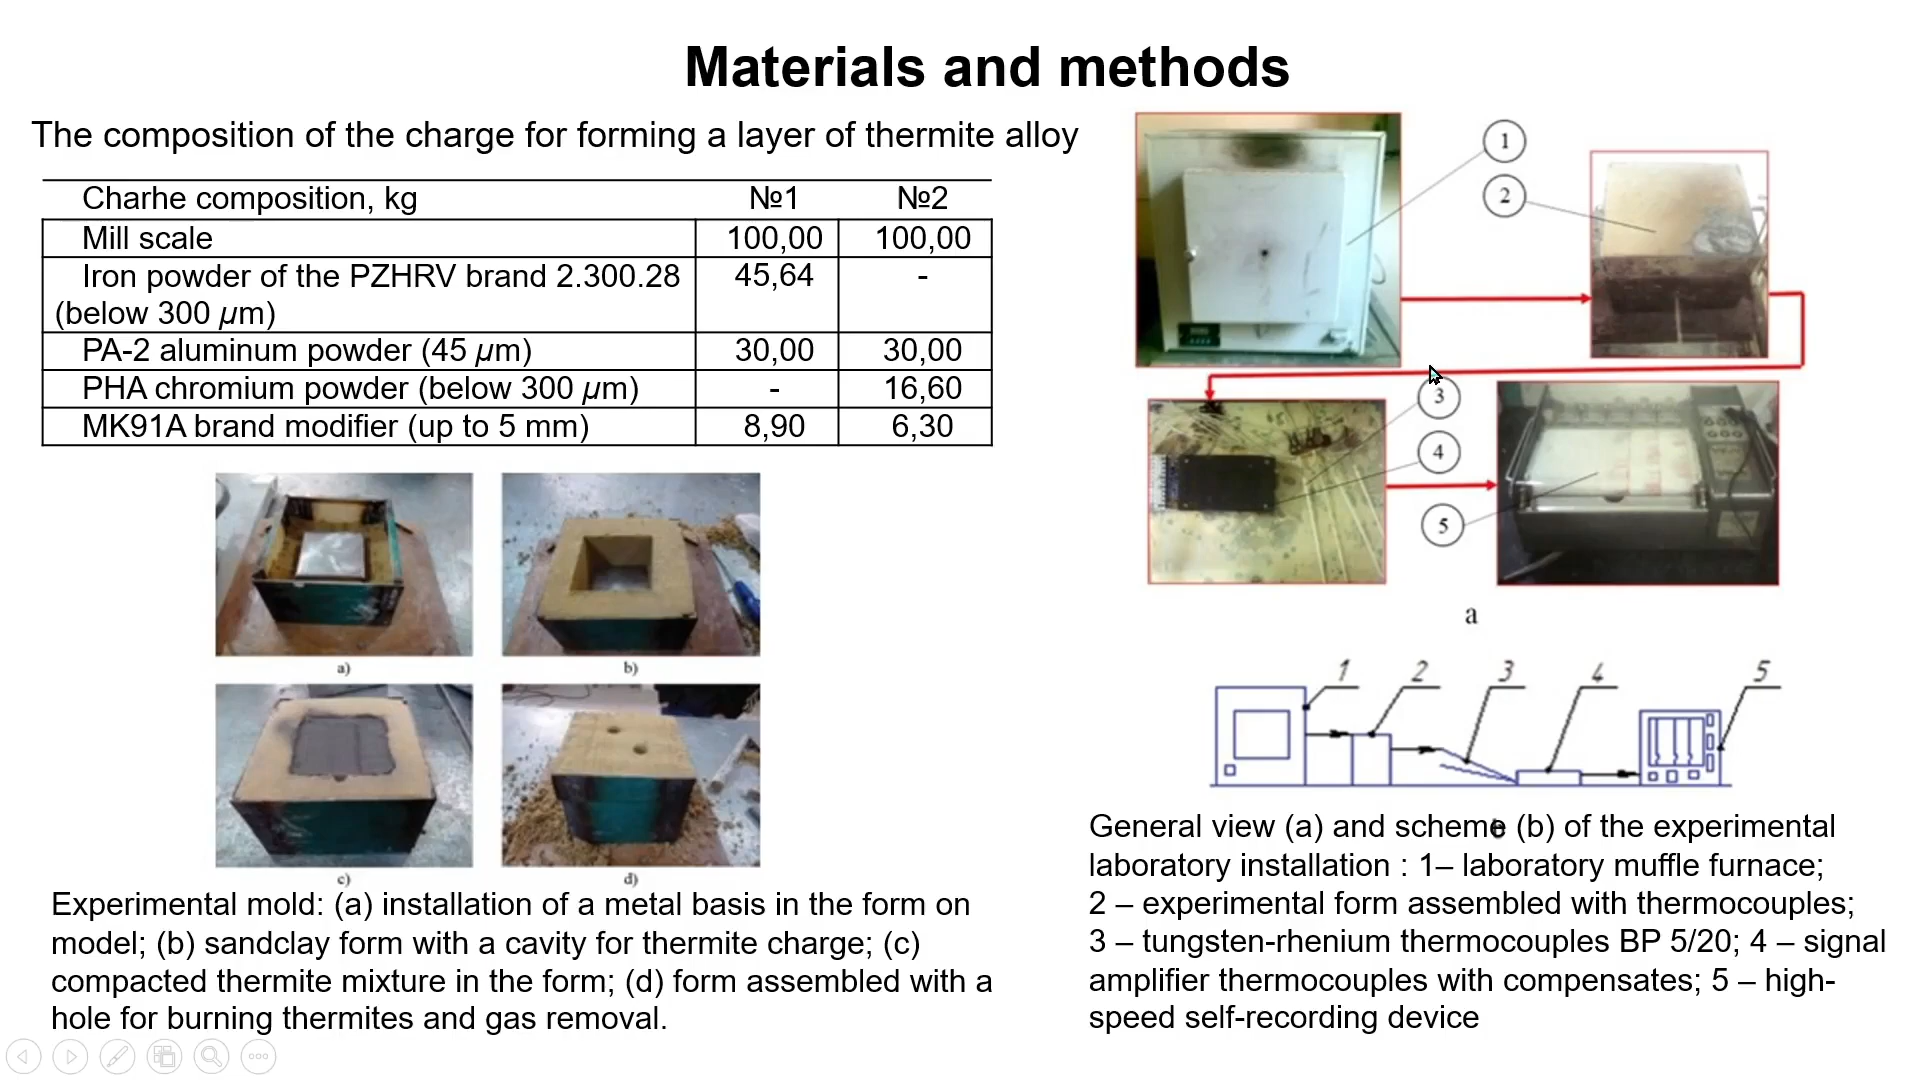 Materials and methods
The composition of the charge for forming a layer of thermite alloy
Charhe composition, kg №1 №2
Mill scale 100,00 100,00
Iron powder of the PZHRV brand 2.300.28 45,64 -
(below 300 µm)
PA-2 aluminum powder (45 µm) 30,00 30,00
PHA chromium powder (below 300 µm) - 16,60
MK91A brand modifier (up to 5 mm) 8,90 6,30
a)
b)
c)
d)
Experimental mold: (a) installation of a metal basis in the form on
model; (b) sandclay form with a cavity for thermite charge; (c)
compacted thermite mixture in the form; (d) form assembled with a
hole for burning thermites and gas removal.
1
2
3
4
5
a
1 2 3 4 5
b
General view (a) and scheme (b) of the experimental
laboratory installation : 1– laboratory muffle furnace;
2 – experimental form assembled with thermocouples;
3 – tungsten-rhenium thermocouples BP 5/20; 4 – signal
amplifier thermocouples with compensates; 5 – high-
speed self-recording device